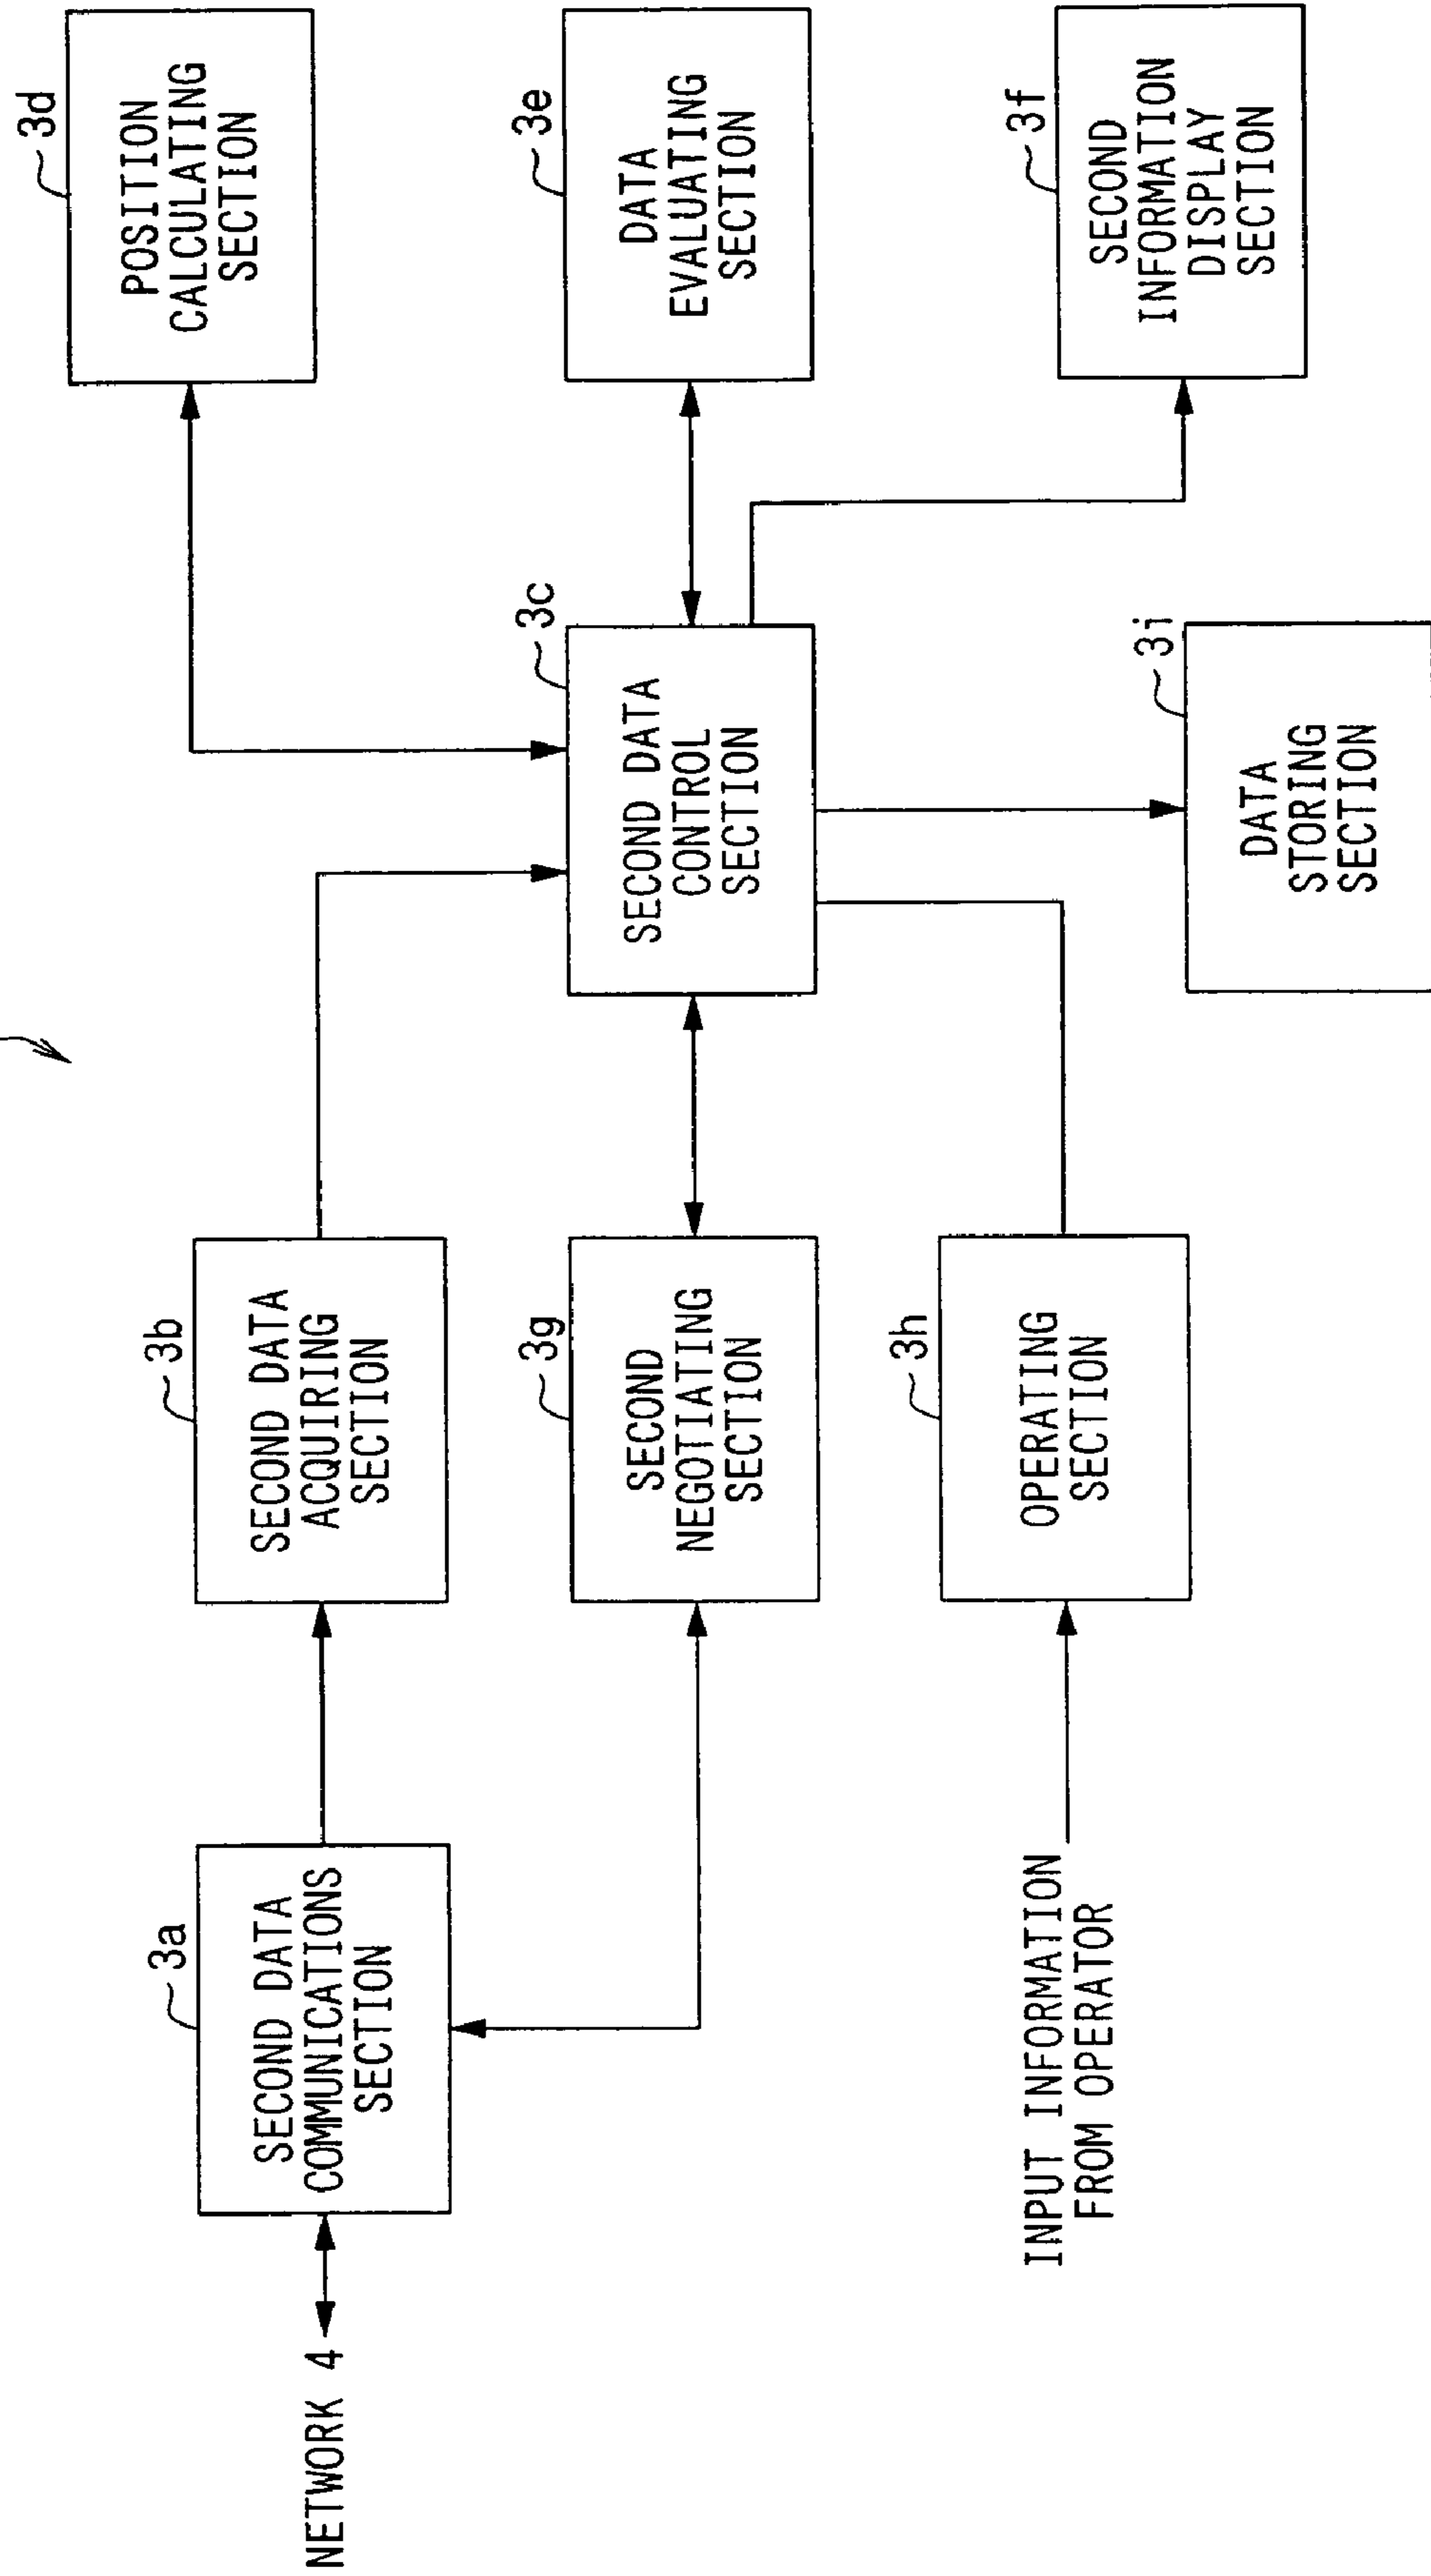 3a
SECOND DATA
COMMUNICATIONS
SECTION
NETWORK 4
3b
SECOND DATA
ACQUIRING
SECTION
3g
SECOND
NEGOTIATING
SECTION
3h
OPERATING
SECTION
INPUT INFORMATION
FROM OPERATOR
3c
SECOND DATA
CONTROL
SECTION
3i
DATA
STORING
SECTION
3d
POSITION
CALCULATING
SECTION
3e
DATA
EVALUATING
SECTION
3f
SECOND
INFORMATION
DISPLAY
SECTION